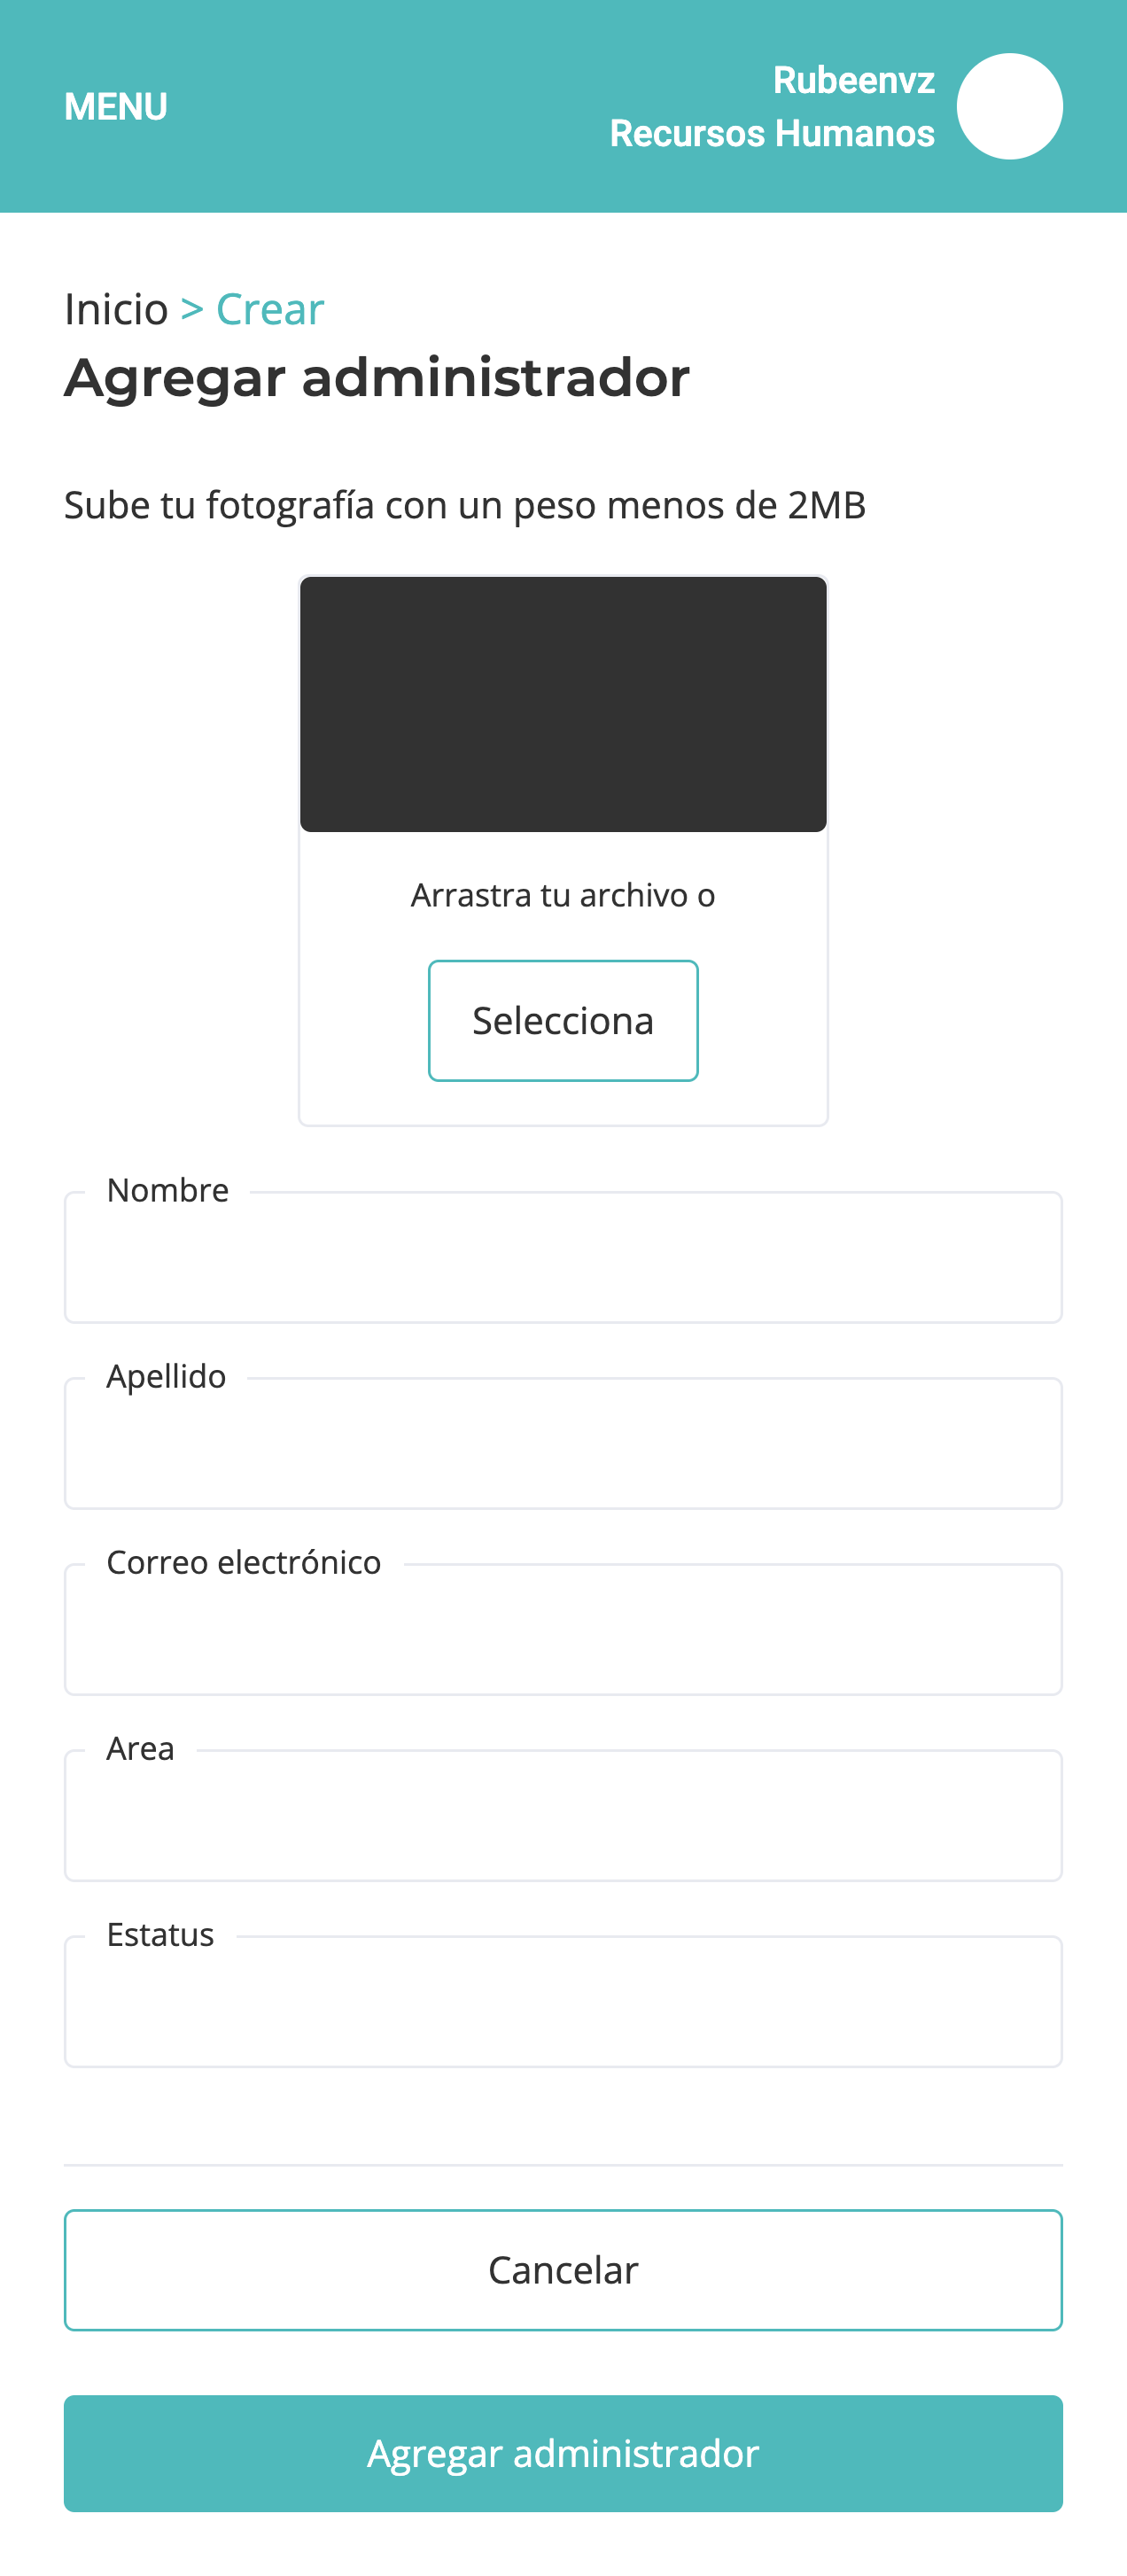 MENU
Rubeenvz
Recursos Humanos
Inicio > Crear
Agregar administrador
Sube tu fotografía con un peso menos de 2MB
Arrastra tu archivo o
Selecciona
Nombre
Apellido
Correo electrónico
Area
Estatus
Cancelar
Agregar administrador